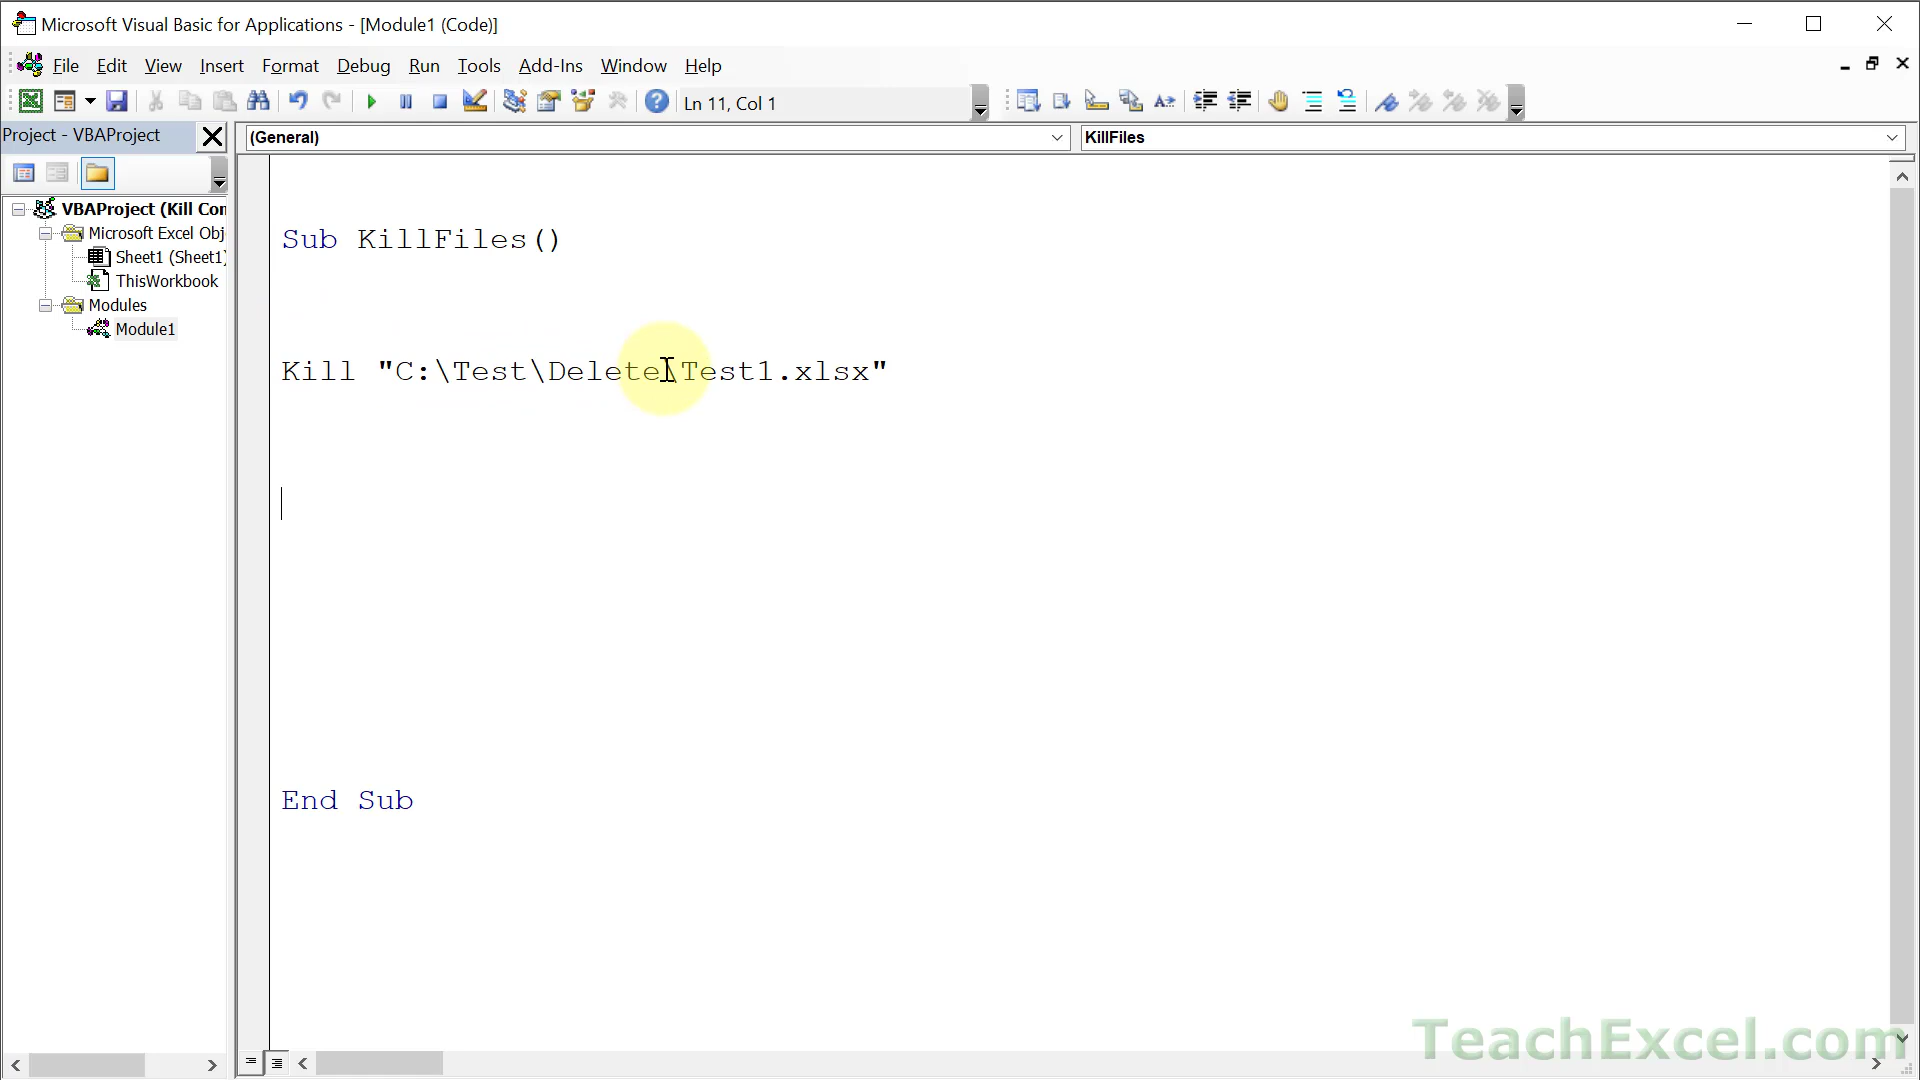 Microsoft Visual Basic for Applications - [Module1 (Code)]
File Edit View Insert Format Debug Run Tools Add-Ins Window Help
Ln 11, Col 1
Project - VBAProject
(General)
KillFiles
VBAProject (Kill Con
Microsoft Excel Obj
Sheet1 (Sheet1)
ThisWorkbook
Modules
Module1
Sub KillFiles()
Kill "C:\Test\Delete\Test1.xlsx"
End Sub
TeachExcel.com